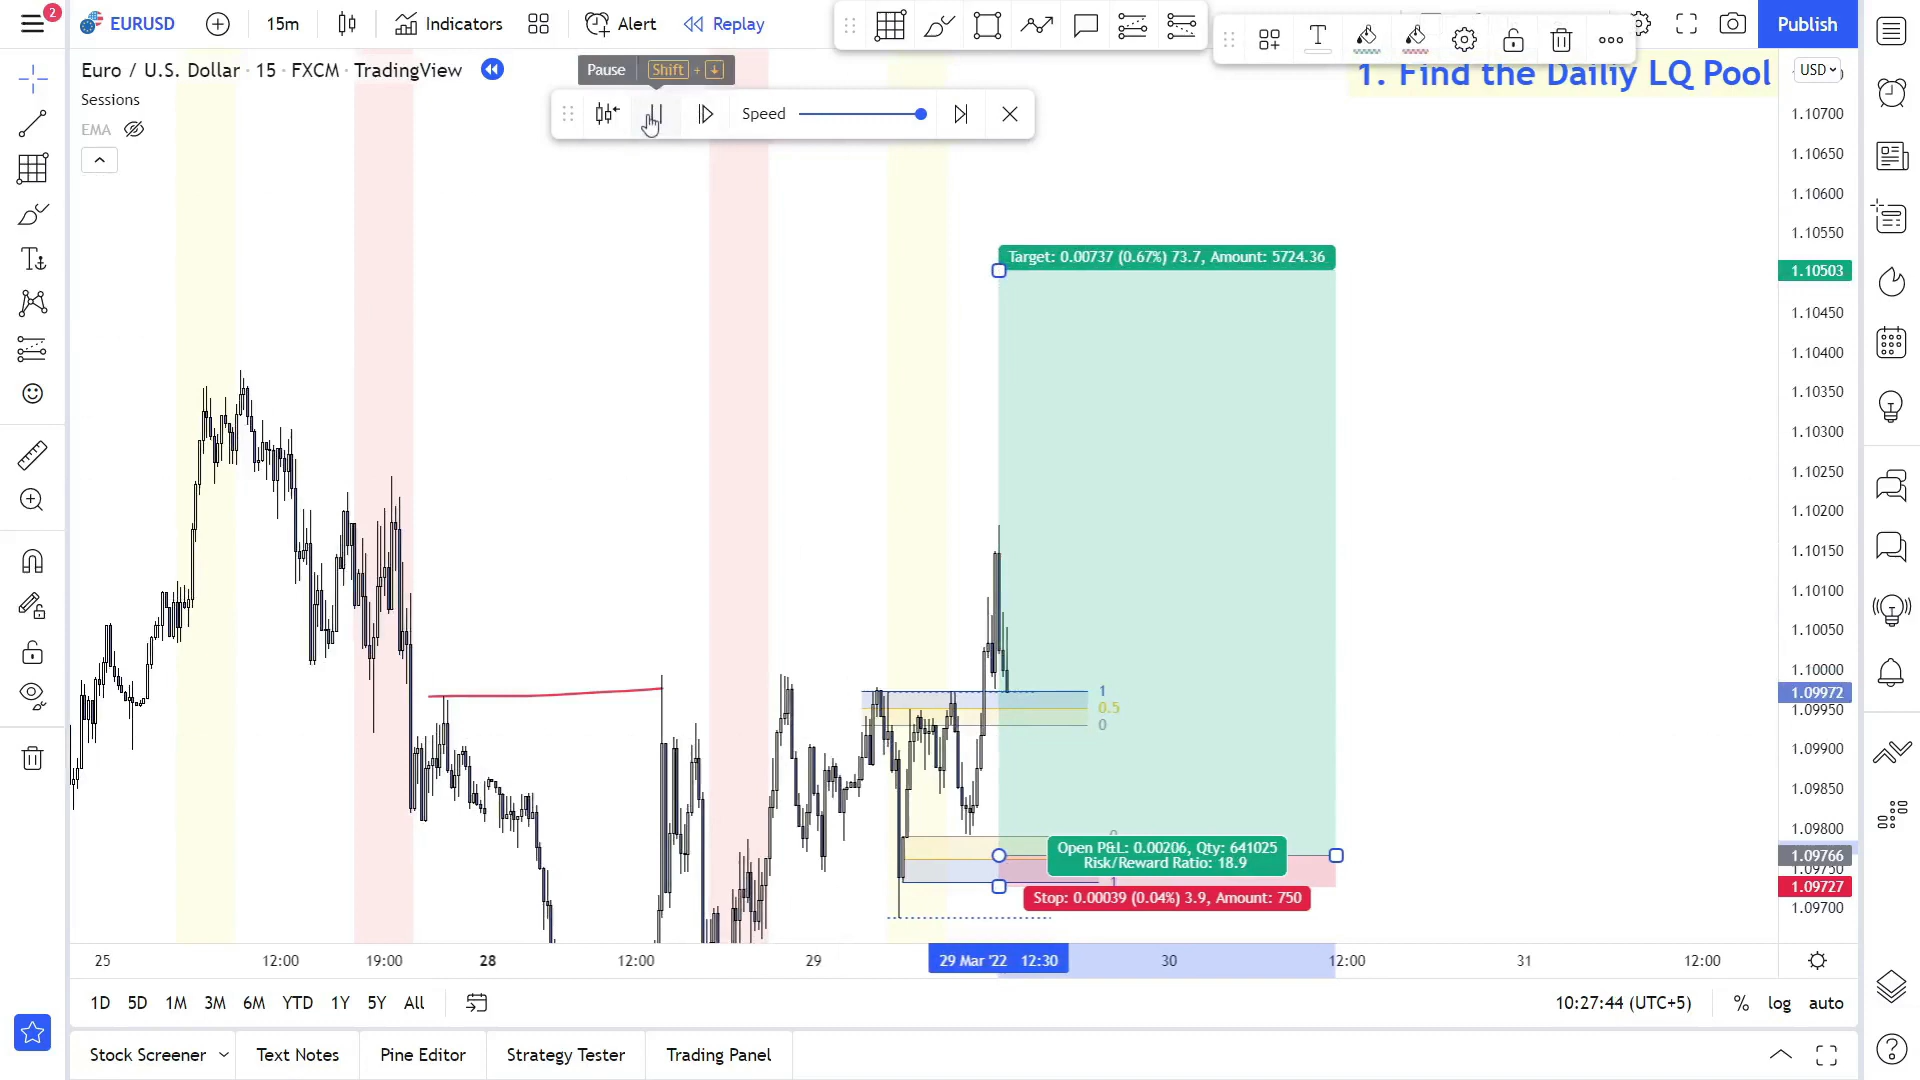 2
EURUSD
15m
Indicators
Alert
Replay
T
Publish
Euro / U.S. Dollar · 15 · FXCM · TradingView
Pause Shift + ↓
1. Find the Dailiy LQ Pool
USD
Sessions
EMA
Speed
1.10700
1.10650
1.10600
1.10550
Target: 0.00737 (0.67%) 73.7, Amount: 5724.36
1.10503
1.10450
1.10400
1.10350
1.10300
1.10250
1.10200
1.10150
1.10100
1.10050
1.10000
1
1.09972
0.5
1.09950
0
1.09900
1.09850
1.09800
Open P&L: 0.00206, Qty: 641025
Risk/Reward Ratio: 18.9
1.09766
1.09750
1
1.09727
Stop: 0.00039 (0.04%) 3.9, Amount: 750
1.09700
25
12:00
19:00
28
12:00
29
29 Mar '22 12:30
30
12:00
31
12:00
1D 5D 1M 3M 6M YTD 1Y 5Y All
10:27:44 (UTC+5)
% log auto
Stock Screener
Text Notes
Pine Editor
Strategy Tester
Trading Panel